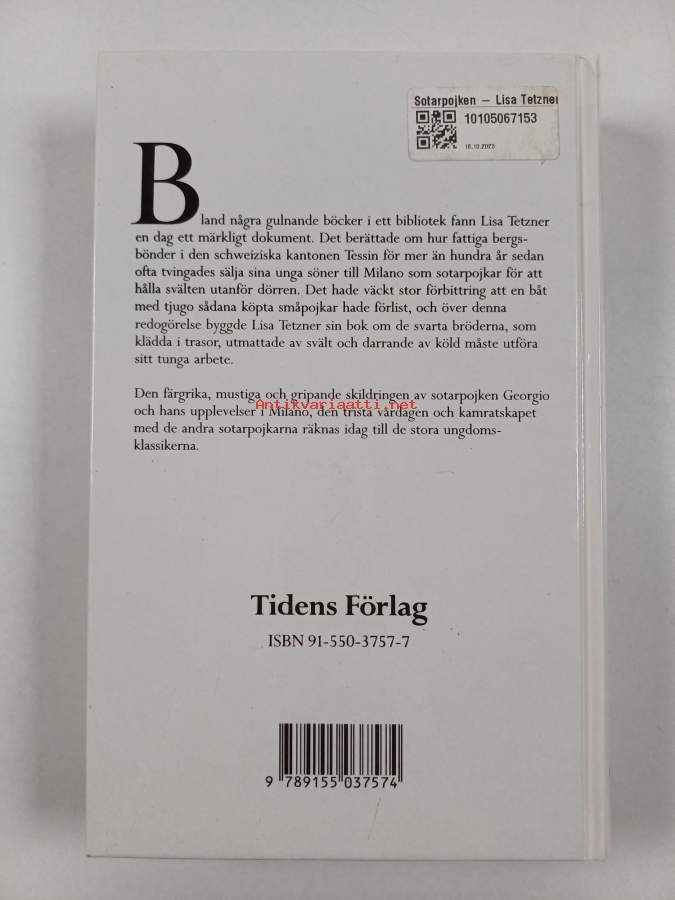 Sotarpojken – Lisa Tetzner
10105067153
18.10.2023
Bland några gulnande böcker i ett bibliotek fann Lisa Tetzner
en dag ett märkligt dokument. Det berättade om hur fattiga bergs-
bönder i den schweiziska kantonen Tessin för mer än hundra år sedan
ofta tvingades sälja sina unga söner till Milano som sotarpojkar för att
hålla svälten utanför dörren. Det hade väckt stor förbittring att en båt
med tjugo sådana köpta småpojkar hade förlist, och över denna
redogörelse byggde Lisa Tetzner sin bok om de svarta bröderna, som
klädda i trasor, utmattade av svält och darrande av köld måste utföra
sitt tunga arbete.
Den färgrika, mustiga och gripande skildringen av sotarpojken Georgio
och hans upplevelser i Milano, den trista vardagen och kamratskapet
med de andra sotarpojkarna räknas idag till de stora ungdoms-
klassikerna.
Antikvariaatti.net
Tidens Förlag
ISBN 91-550-3757-7
9 789155 037574